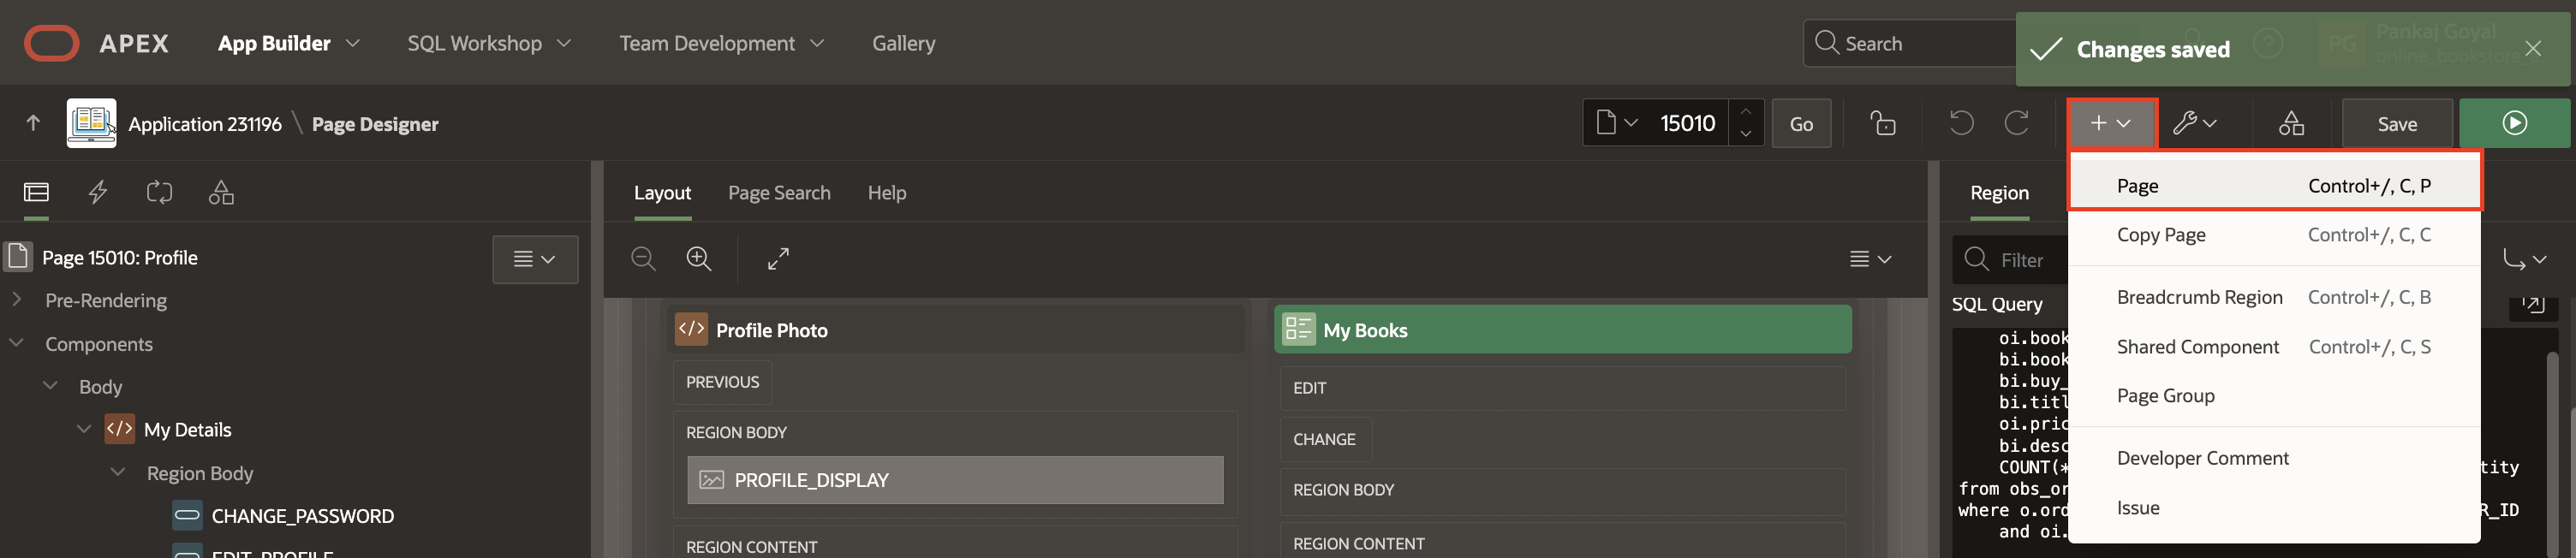 APEX App Builder SQL Workshop Team Development Gallery Search Changes saved PG Pankaj Goyal
Application 231196 \ Page Designer 15010 Go Save
Layout Page Search Help Region
Page Control+/, C, P
Copy Page Control+/, C, C
Breadcrumb Region Control+/, C, B
Shared Component Control+/, C, S
Page Group
Developer Comment
Issue
Page 15010: Profile
Pre-Rendering
Components
Body
My Details
Region Body
CHANGE_PASSWORD
EDIT_PROFILE
Profile Photo
PREVIOUS
REGION BODY
PROFILE_DISPLAY
REGION CONTENT
My Books
EDIT
CHANGE
REGION BODY
REGION CONTENT
Filter
SQL Query
oi.book
bi.book
bi.buy_
bi.titl
oi.pric
bi.desc
COUNT(* tity
from obs_or
where o.ord R_ID
and oi.